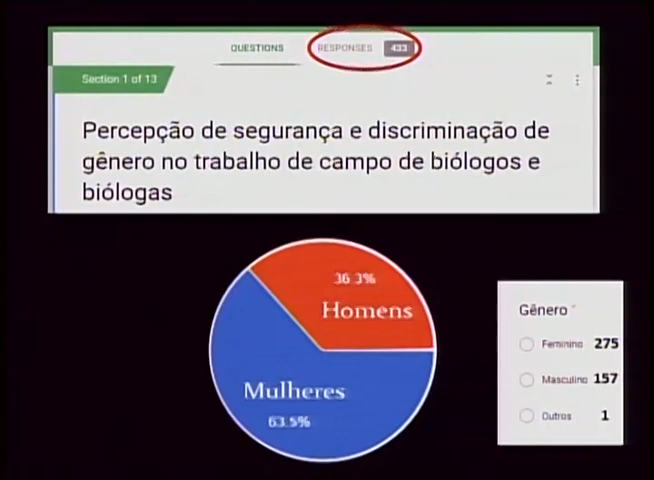 QUESTIONS RESPONSES 433
Section 1 of 13
Percepção de segurança e discriminação de
gênero no trabalho de campo de biólogos e
biólogas
36.3%
Homens
Mulheres
63.5%
Gênero *
Feminino 275
Masculino 157
Outros 1